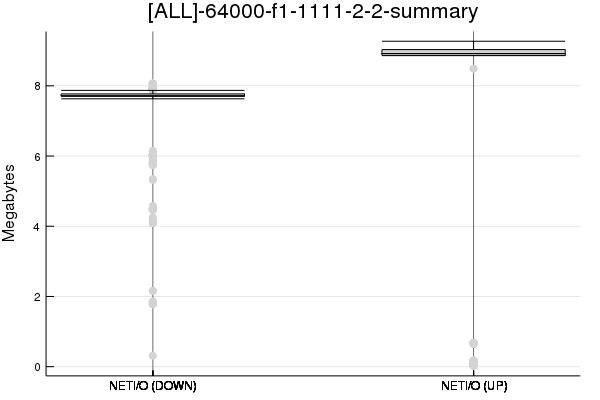 [ALL]-64000-f1-1111-2-2-summary
Megabytes
8
6
4
2
0
NETI/O (DOWN) NETI/O (UP)